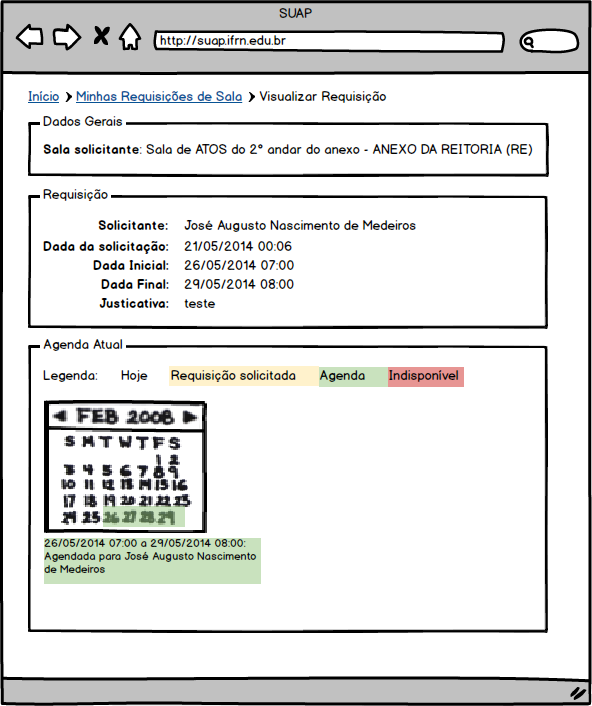 SUAP
http://suap.ifrn.edu.br
Início > Minhas Requisições de Sala > Visualizar Requisição
Dados Gerais
Sala solicitante: Sala de ATOS do 2° andar do anexo - ANEXO DA REITORIA (RE)
Requisição
Solicitante: José Augusto Nascimento de Medeiros
Dada da solicitação: 21/05/2014 00:06
Dada Inicial: 26/05/2014 07:00
Dada Final: 29/05/2014 08:00
Justicativa: teste
Agenda Atual
Legenda: Hoje Requisição solicitada Agenda Indisponível
FEB 2008
S M T W T F S
1 2
3 4 5 6 7 8 9
10 11 12 13 14 15 16
17 18 19 20 21 22 23
24 25 26 27 28 29
26/05/2014 07:00 a 29/05/2014 08:00:
Agendada para José Augusto Nascimento
de Medeiros